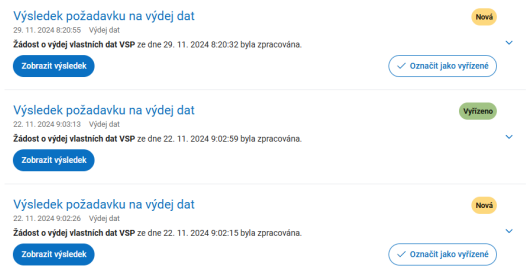 Výsledek požadavku na výdej dat
Nová
29. 11. 2024 8:20:55 Výdej dat
Žádost o výdej vlastních dat VSP ze dne 29. 11. 2024 8:20:32 byla zpracována.
Zobrazit výsledek
Označit jako vyřízené
Výsledek požadavku na výdej dat
Vyřízeno
22. 11. 2024 9:03:13 Výdej dat
Žádost o výdej vlastních dat VSP ze dne 22. 11. 2024 9:02:59 byla zpracována.
Zobrazit výsledek
Výsledek požadavku na výdej dat
Nová
22. 11. 2024 9:02:26 Výdej dat
Žádost o výdej vlastních dat VSP ze dne 22. 11. 2024 9:02:15 byla zpracována.
Zobrazit výsledek
Označit jako vyřízené